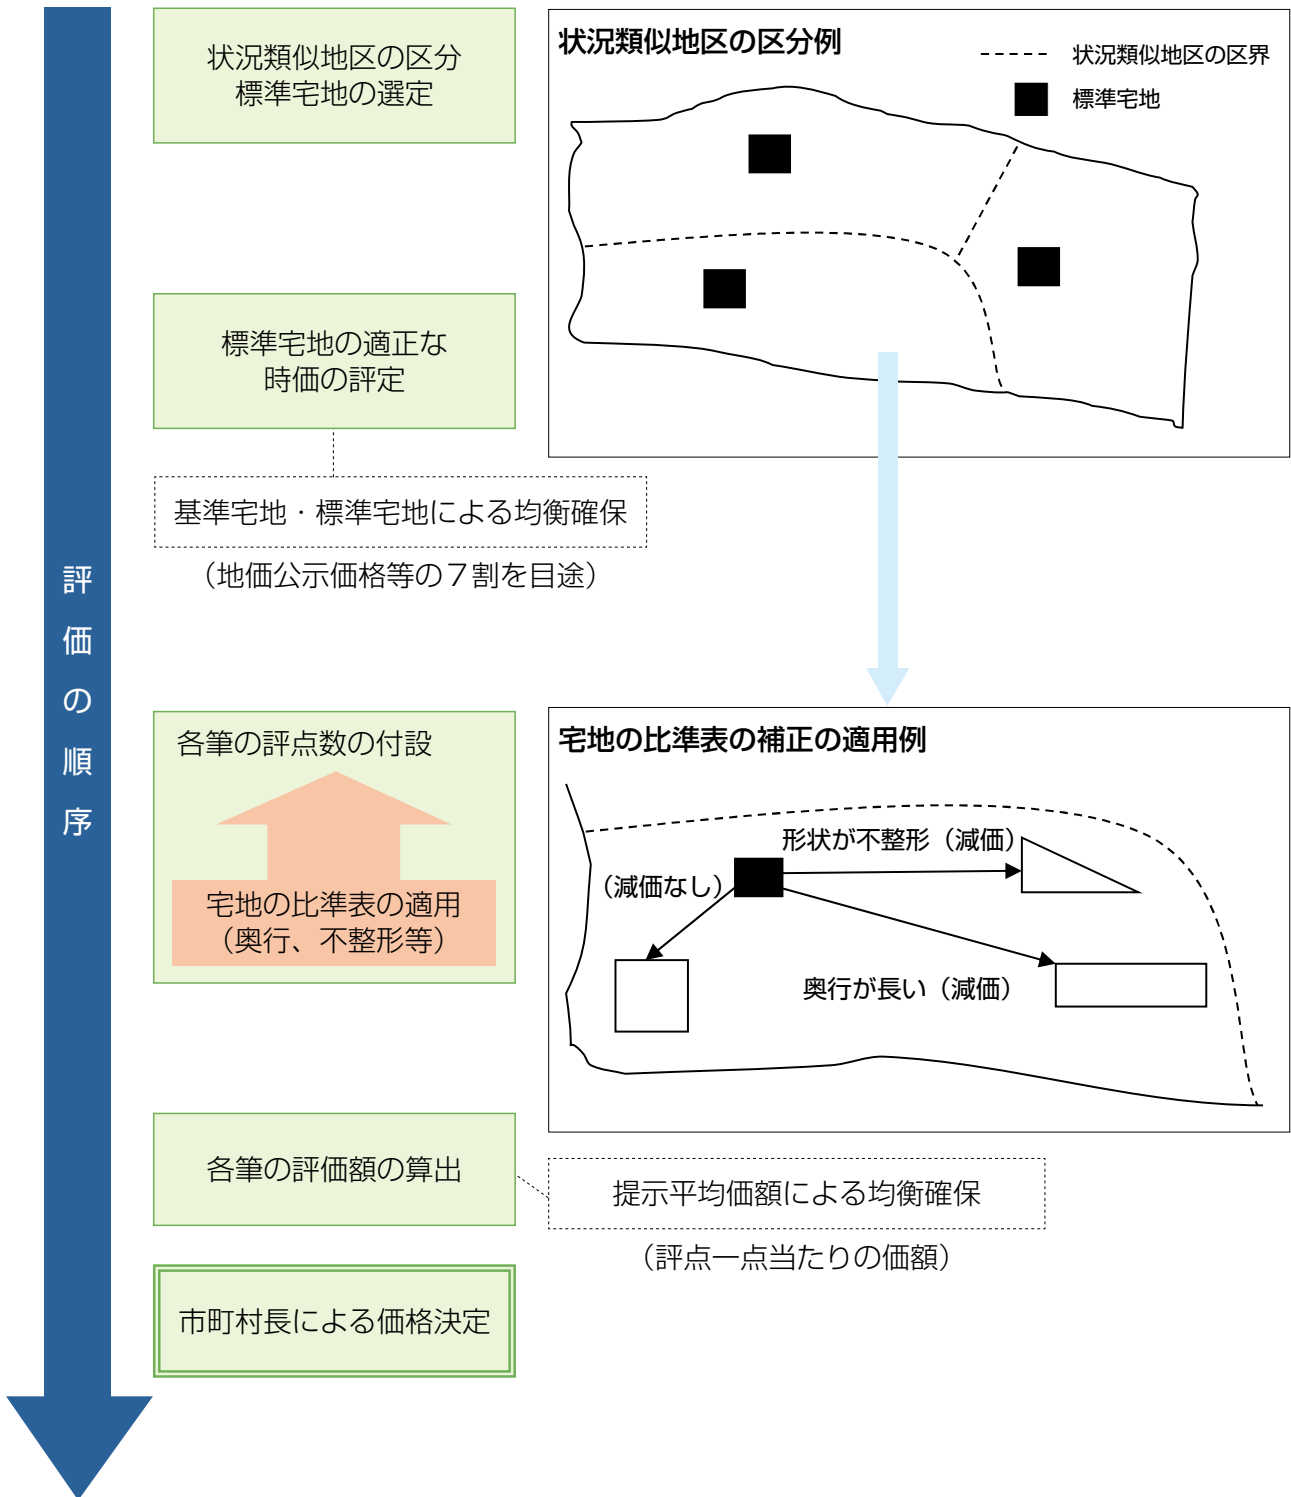 評価の順序
状況類似地区の区分
標準宅地の選定
状況類似地区の区分例
状況類似地区の区界
標準宅地
標準宅地の適正な
時価の評定
基準宅地・標準宅地による均衡確保
（地価公示価格等の７割を目途）
各筆の評点数の付設
宅地の比準表の適用
（奥行、不整形等）
宅地の比準表の補正の適用例
形状が不整形（減価）
（減価なし）
奥行が長い（減価）
各筆の評価額の算出
提示平均価額による均衡確保
（評点一点当たりの価額）
市町村長による価格決定